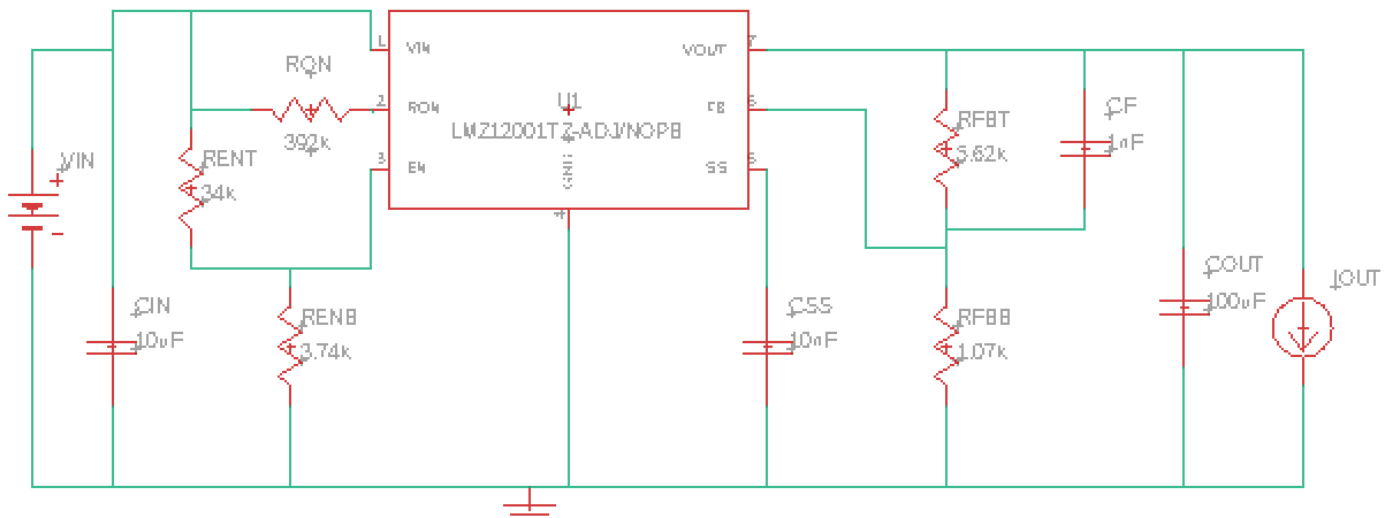 VIN
RON
392k
RENT
34k
CIN
10uF
RENB
3.74k
1
VIN
2
RON
3
EN
U1
LMZ12001TZ-ADJ/NOPB
GND
4
VOUT
7
FB
6
SS
5
CSS
10nF
RFBT
5.62k
CF
1nF
RFBB
1.07k
COUT
100uF
IOUT